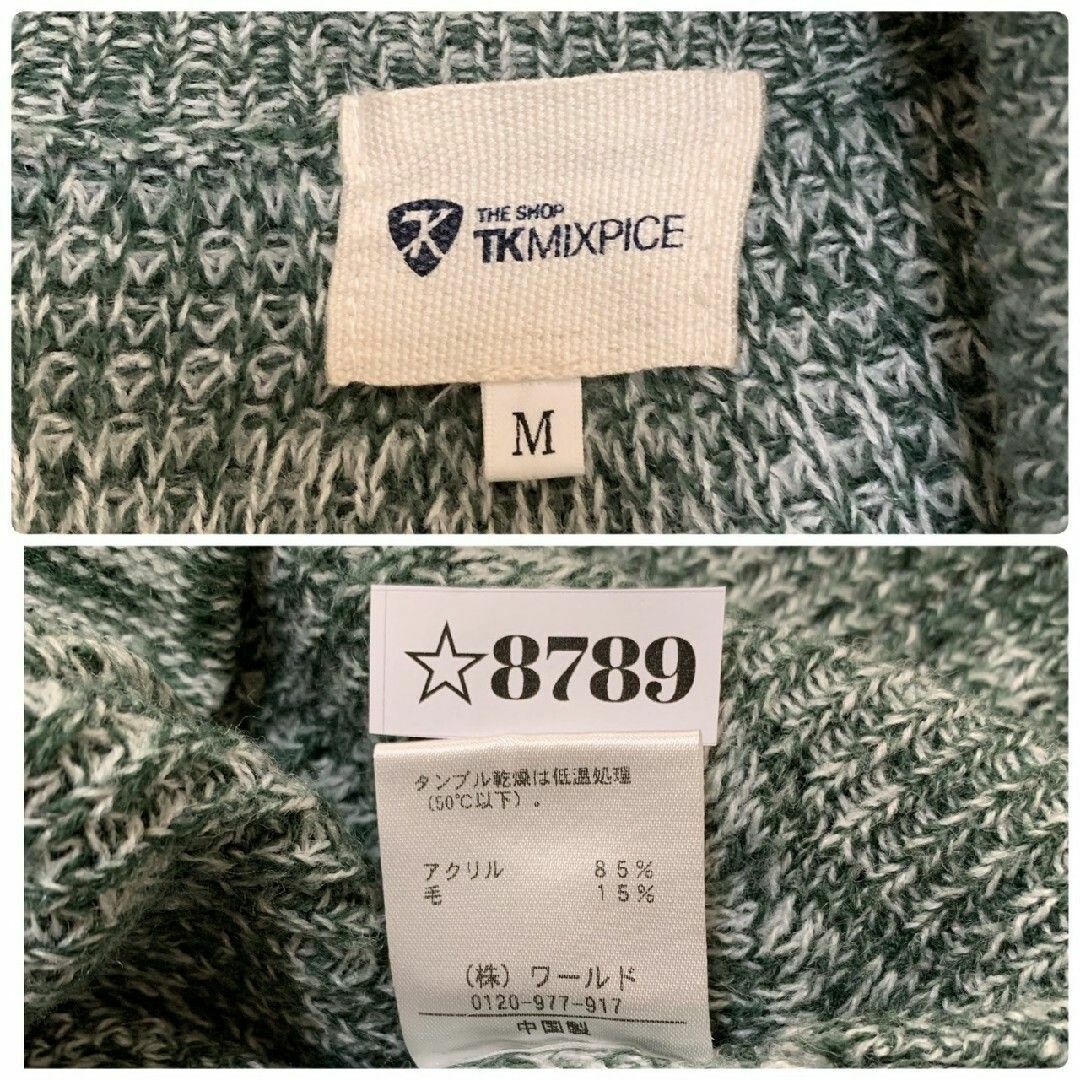 THE SHOP
TKMIXPICE
M
☆8789
タンブル乾燥は低温処理
(50℃以下)。
アクリル 85%
毛 15%
(株) ワールド
0120-977-917
中国製